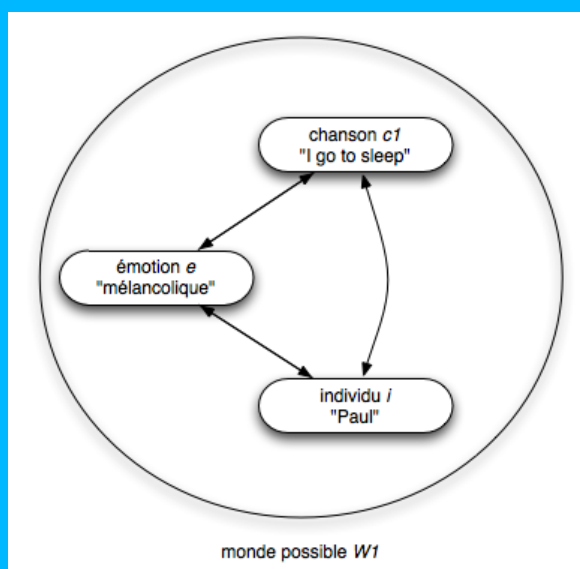 chanson c1
"I go to sleep"
émotion e
"mélancolique"
individu i
"Paul"
monde possible W1